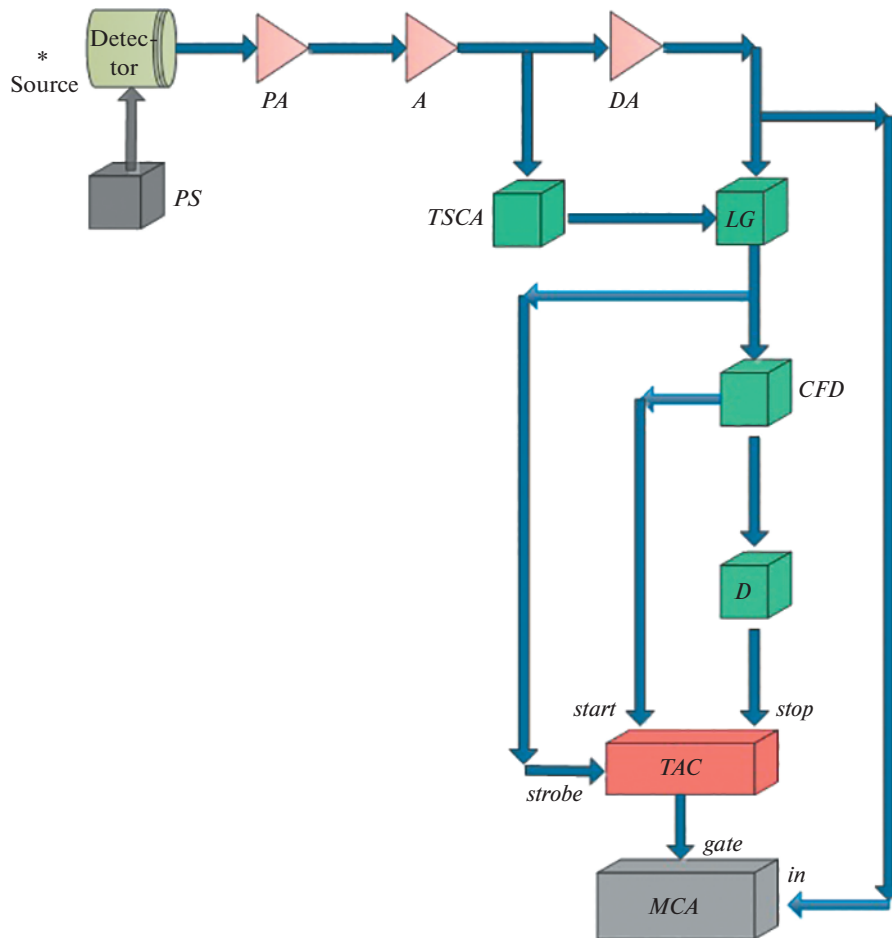 Detec-
tor
*
Source
PA
A
DA
PS
TSCA
LG
CFD
D
start
stop
TAC
strobe
gate
in
MCA